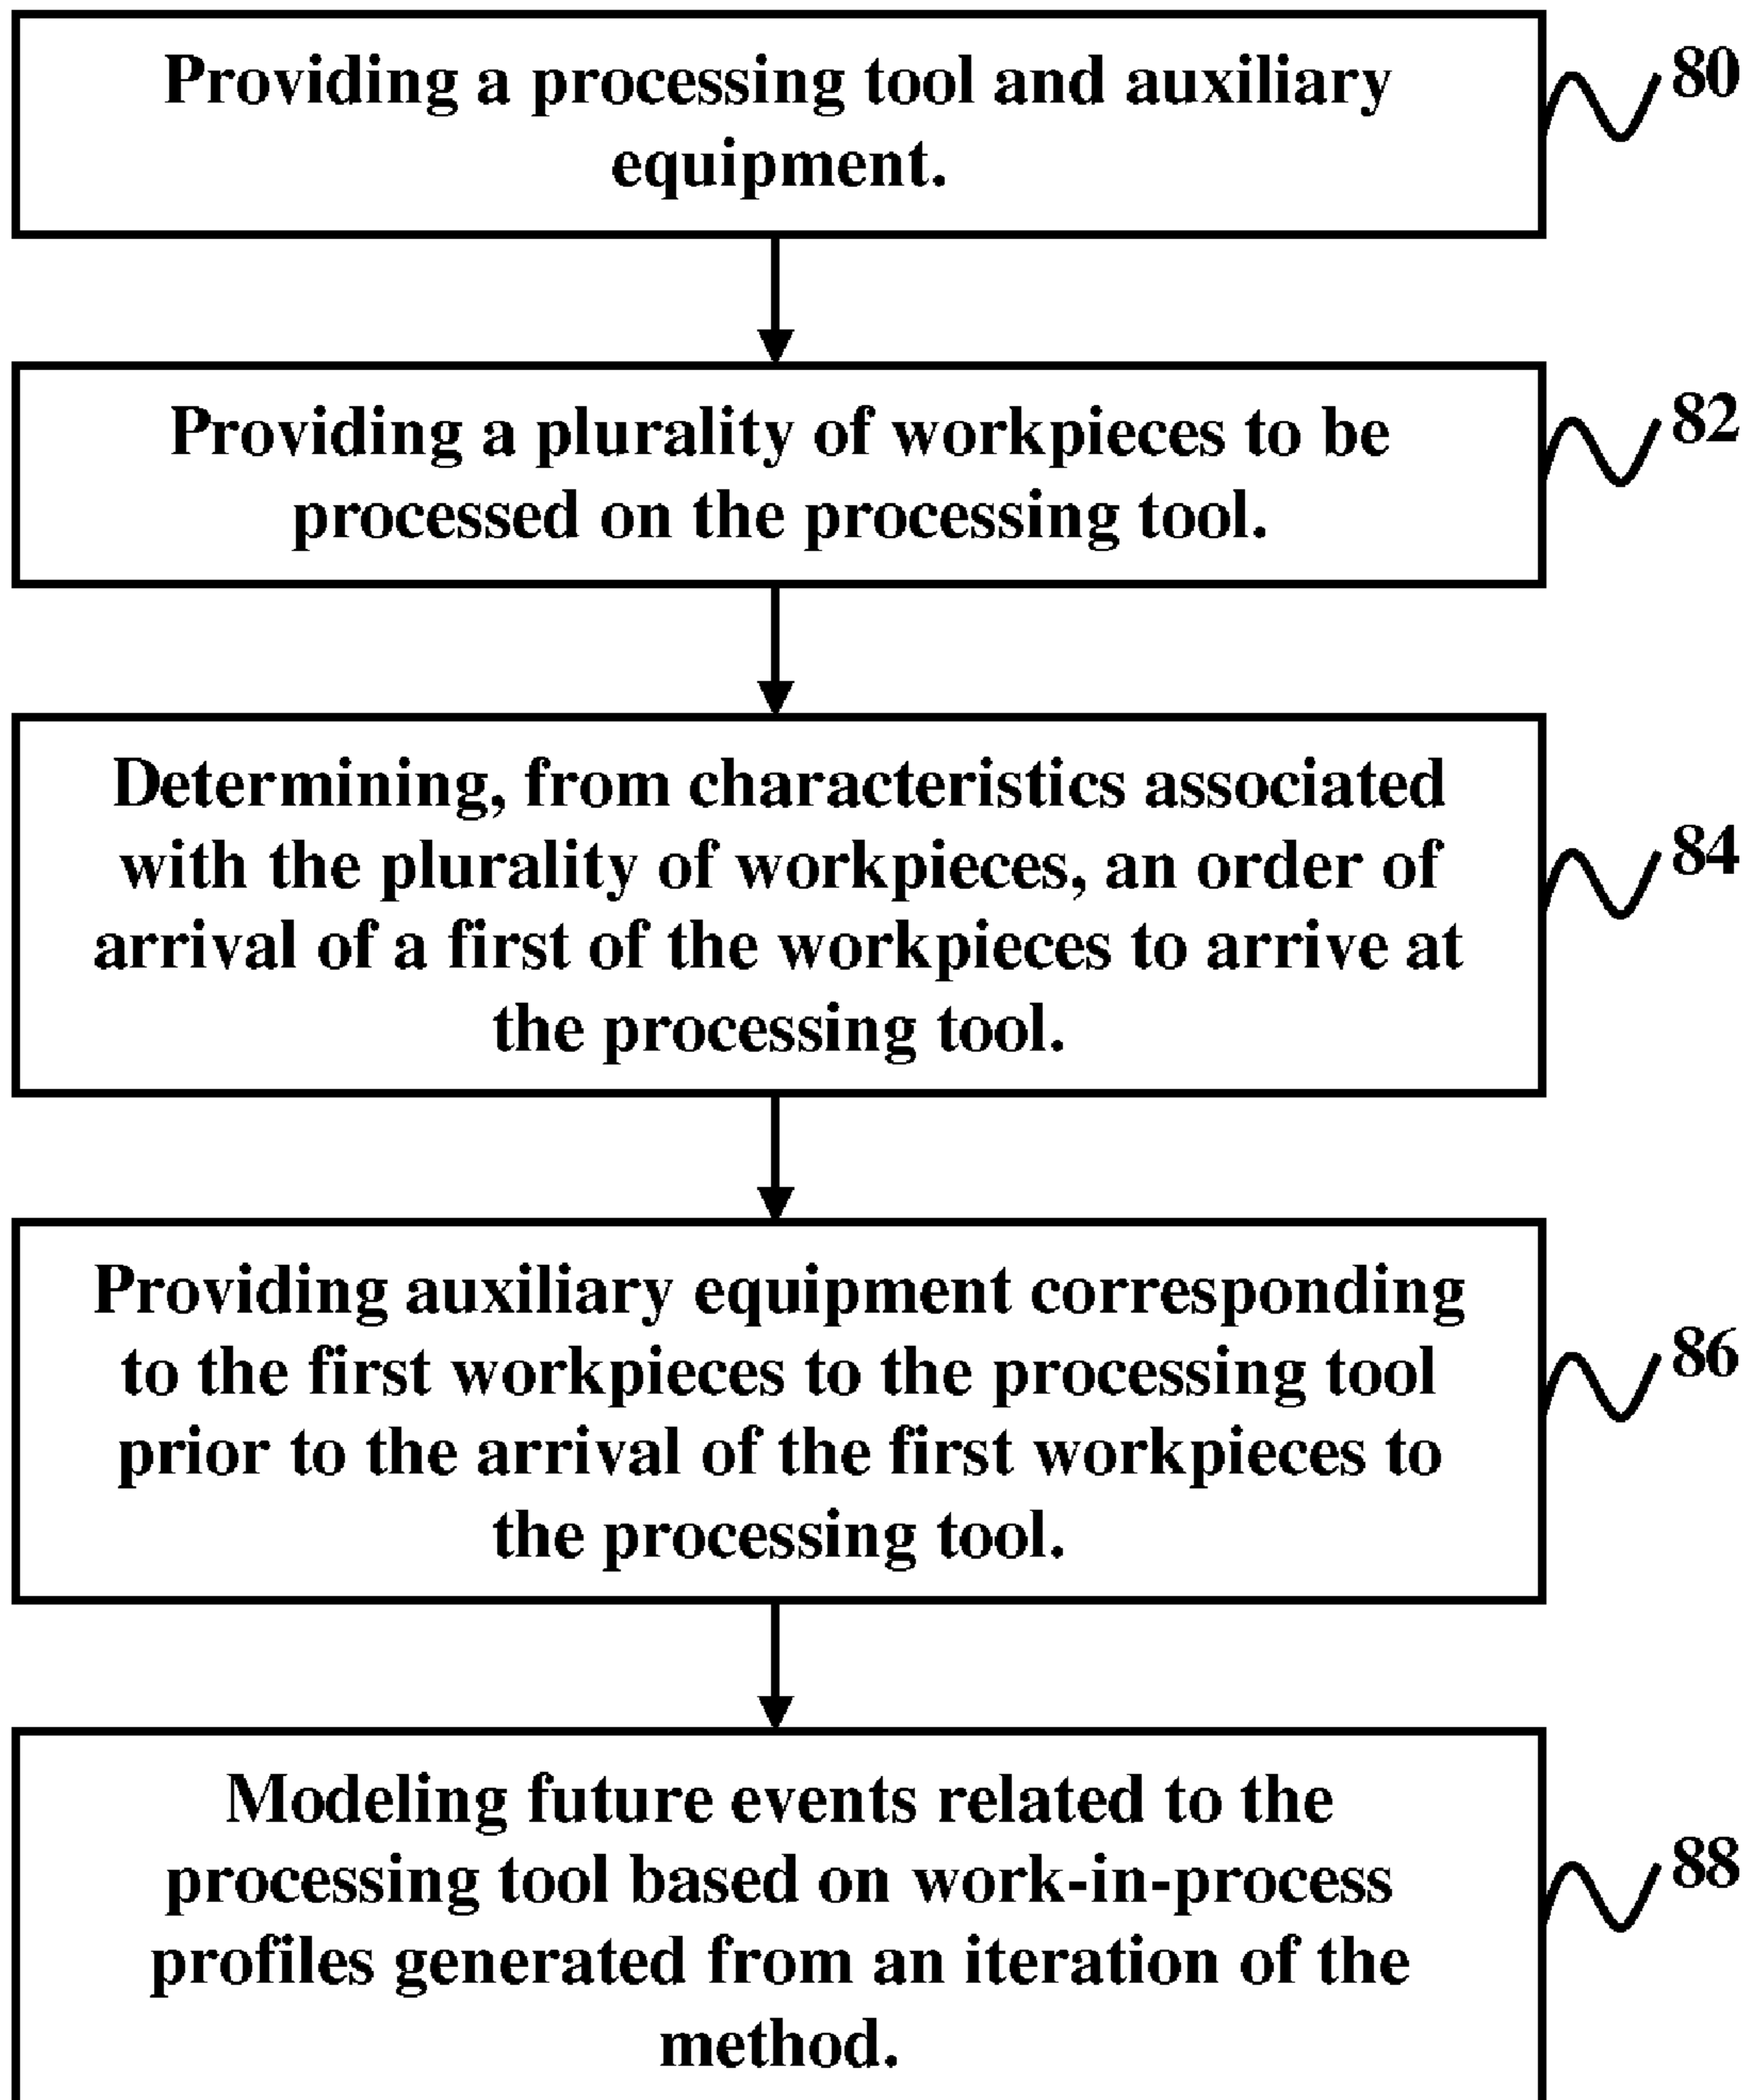 Providing a processing tool and auxiliary
equipment.
80
Providing a plurality of workpieces to be
processed on the processing tool.
82
Determining, from characteristics associated
with the plurality of workpieces, an order of
arrival of a first of the workpieces to arrive at
the processing tool.
84
Providing auxiliary equipment corresponding
to the first workpieces to the processing tool
prior to the arrival of the first workpieces to
the processing tool.
86
Modeling future events related to the
processing tool based on work-in-process
profiles generated from an iteration of the
method.
88